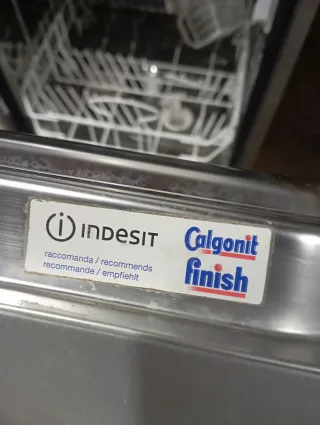 INDESIT
raccomanda / recommends
recommande / empfiehlt
Calgonit
finish